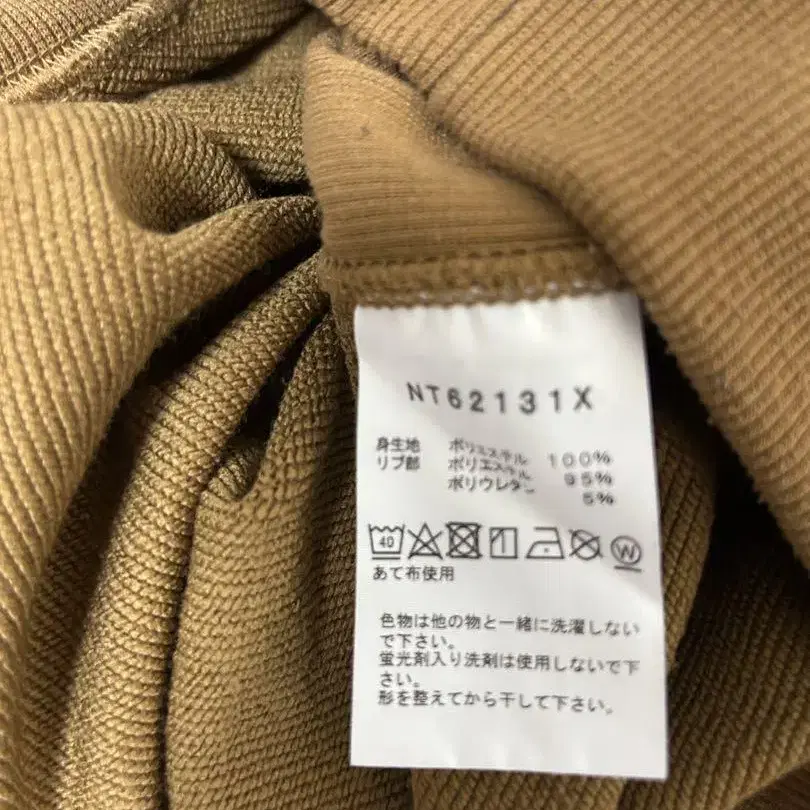 NT62131X
身生地 ポリエステル 100%
リブ部 ポリエステル 95%
ポリウレタン 5%
40 W
あて布使用
色物は他の物と一緒に洗濯しない
で下さい。
蛍光剤入り洗剤は使用しないで下
さい。
形を整えてから干して下さい。